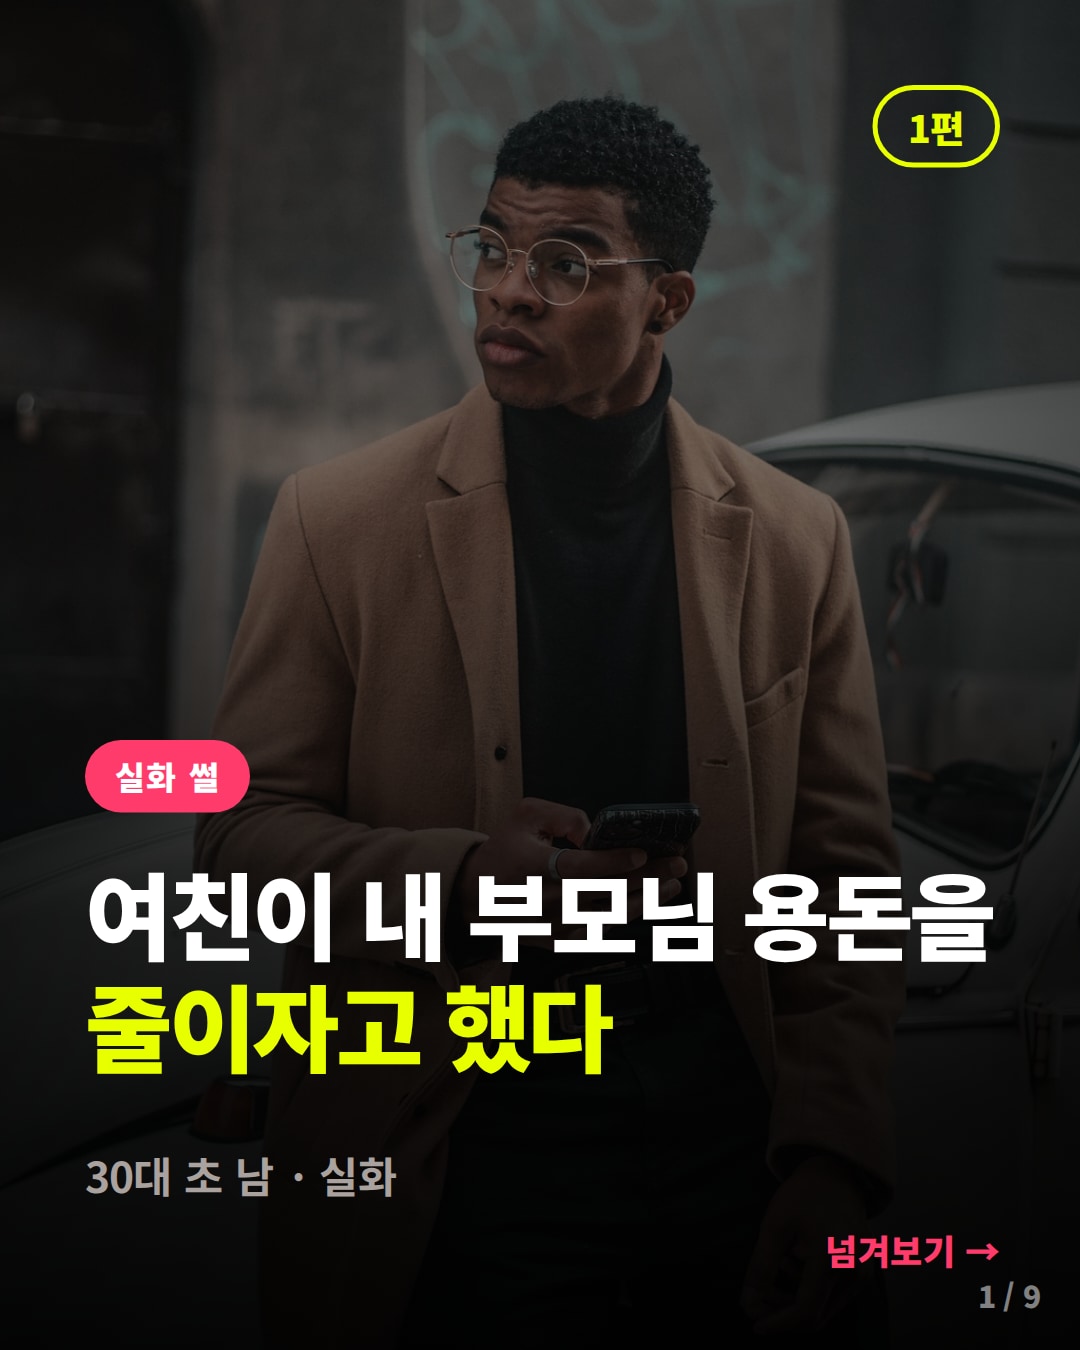 1편
실화 썰
여친이 내 부모님 용돈을
줄이자고 했다
30대 초 남 · 실화
넘겨보기 →
1 / 9